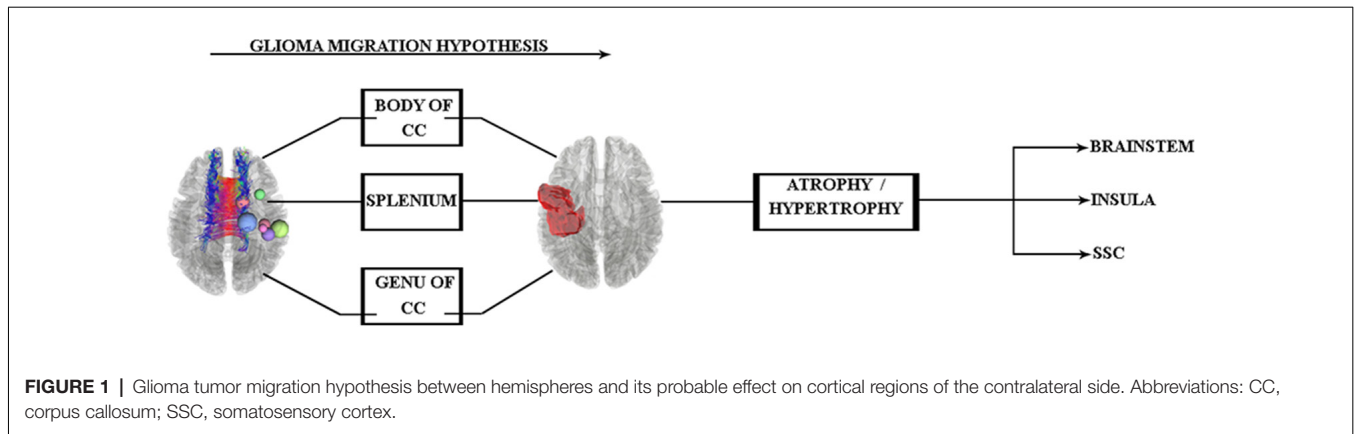 GLIOMA MIGRATION HYPOTHESIS
BODY OF
CC
SPLENIUM
GENU OF
CC
ATROPHY /
HYPERTROPHY
BRAINSTEM
INSULA
SSC
FIGURE 1 | Glioma tumor migration hypothesis between hemispheres and its probable effect on cortical regions of the contralateral side. Abbreviations: CC,
corpus callosum; SSC, somatosensory cortex.